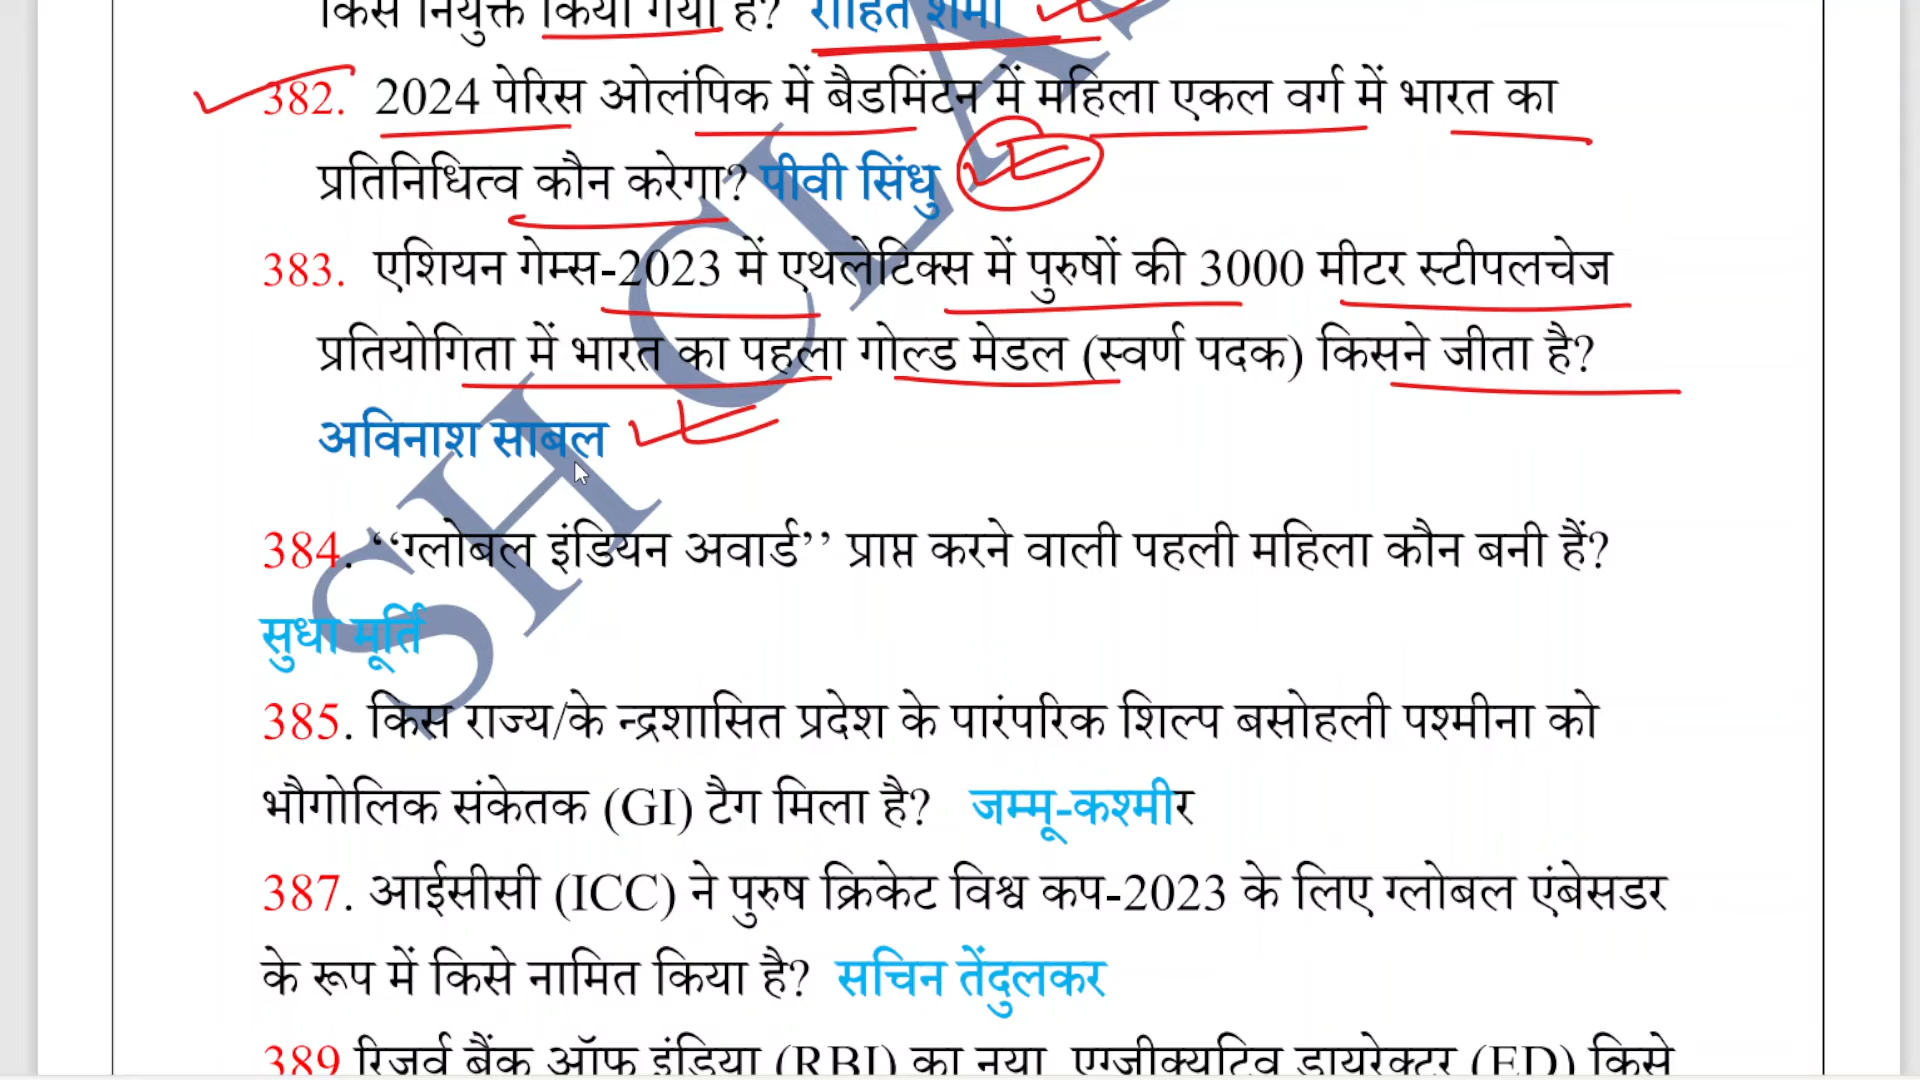 किसे नियुक्त किया गया है? रोहित शर्मा
382. 2024 पेरिस ओलंपिक में बैडमिंटन में महिला एकल वर्ग में भारत का
प्रतिनिधित्व कौन करेगा? पीवी सिंधु
383. एशियन गेम्स-2023 में एथलेटिक्स में पुरुषों की 3000 मीटर स्टीपलचेज
प्रतियोगिता में भारत का पहला गोल्ड मेडल (स्वर्ण पदक) किसने जीता है?
अविनाश साबल
384. ‘‘ग्लोबल इंडियन अवार्ड’’ प्राप्त करने वाली पहली महिला कौन बनी हैं?
सुधा मूर्ति
385. किस राज्य/के न्द्रशासित प्रदेश के पारंपरिक शिल्प बसोहली पश्मीना को
भौगोलिक संकेतक (GI) टैग मिला है? जम्मू-कश्मीर
387. आईसीसी (ICC) ने पुरुष क्रिकेट विश्व कप-2023 के लिए ग्लोबल एंबेसडर
के रूप में किसे नामित किया है? सचिन तेंदुलकर
389 रिजर्व बैंक ऑफ इंडिया (RBI) का नया एग्जीक्यूटिव डायरेक्टर (ED) किसे
SH CLA